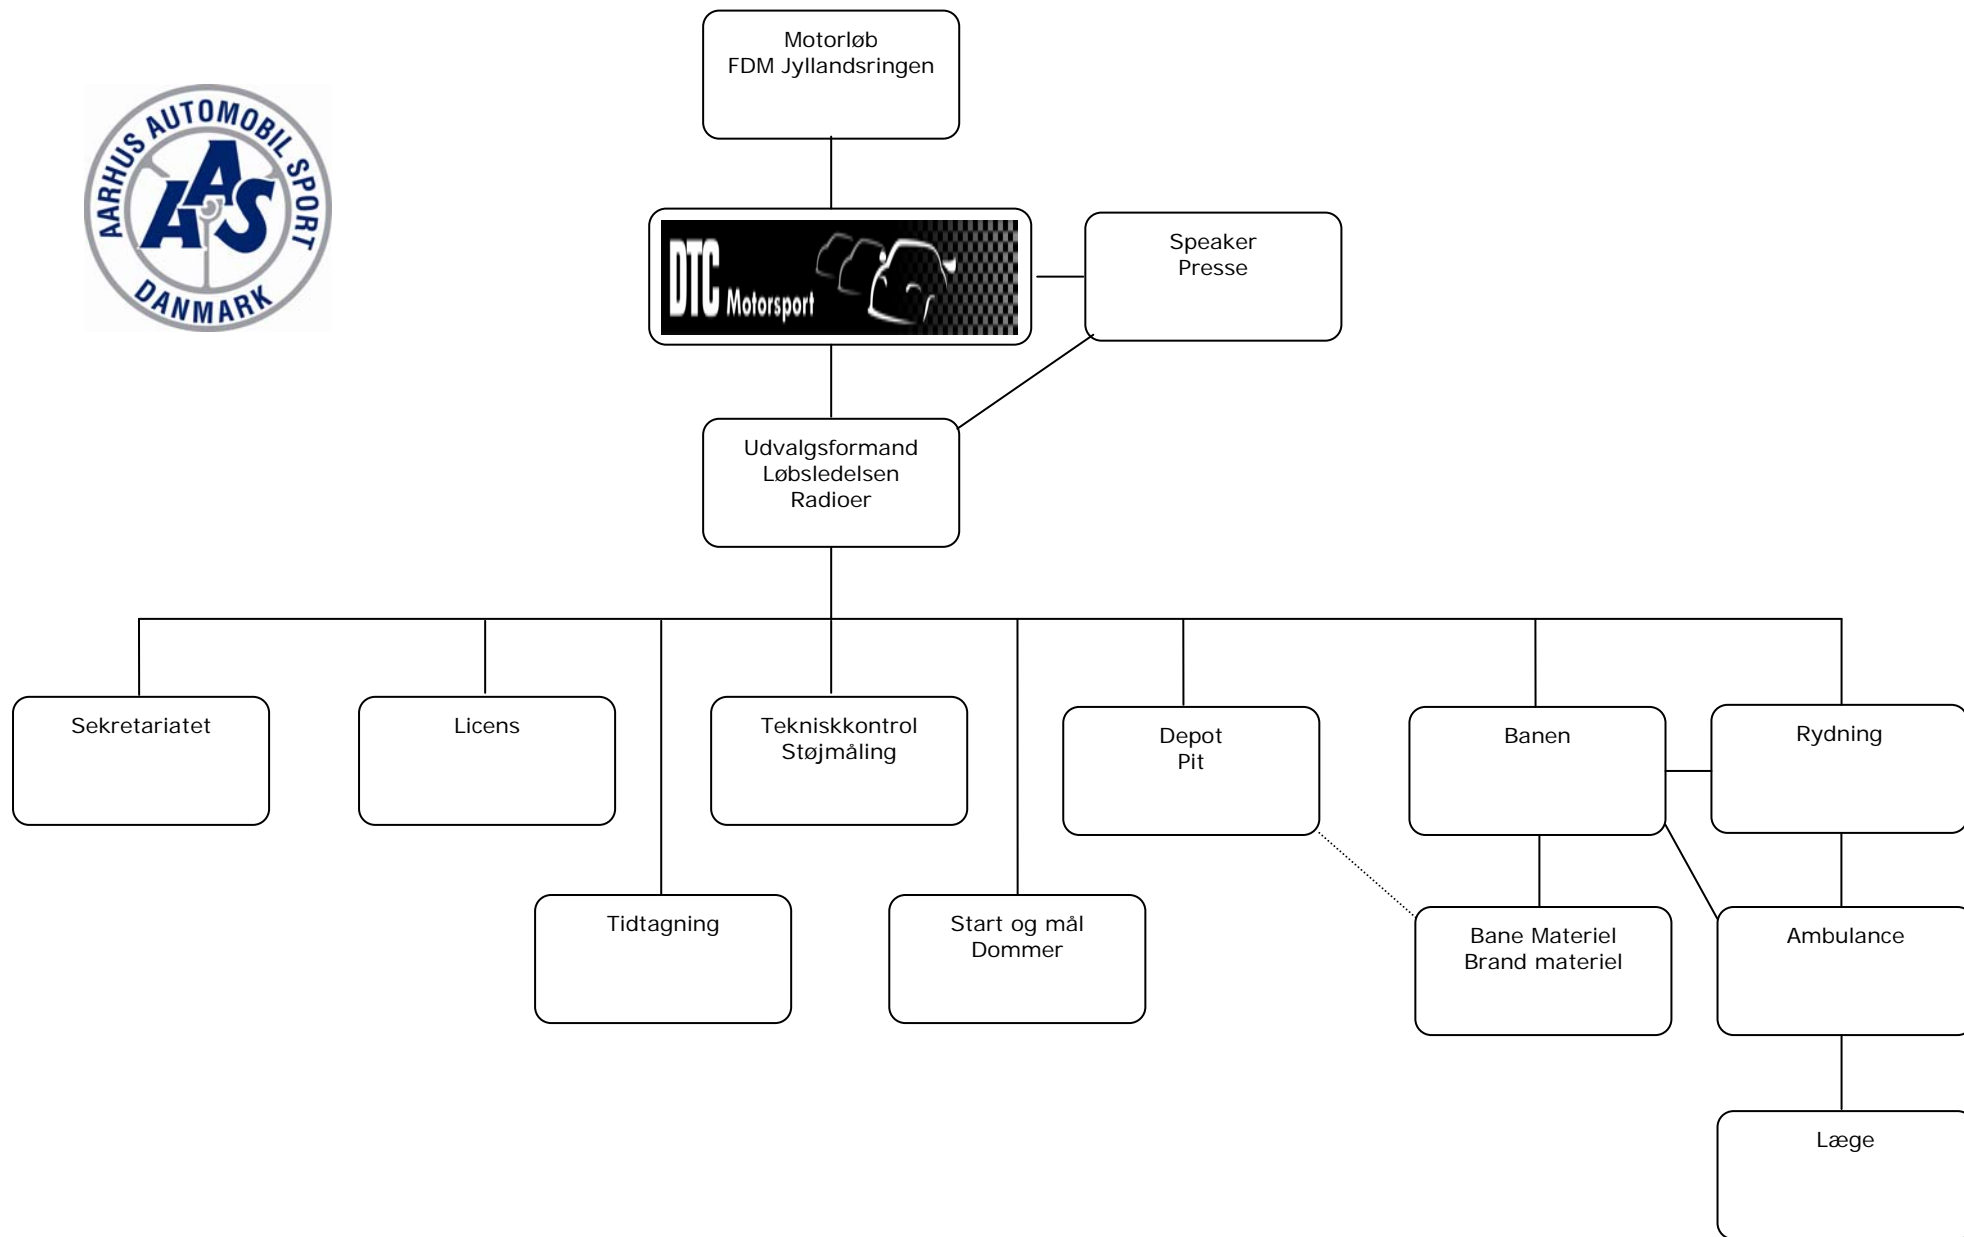 Motorløb
FDM Jyllandsringen
AARHUS AUTOMOBIL SPORT
AAS
DANMARK
DTC Motorsport
Speaker
Presse
Udvalgsformand
Løbsledelsen
Radioer
Sekretariatet
Licens
Tekniskkontrol
Støjmåling
Depot
Pit
Banen
Rydning
Tidtagning
Start og mål
Dommer
Bane Materiel
Brand materiel
Ambulance
Læge